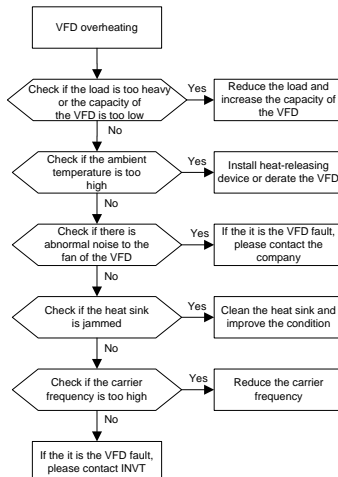 VFD overheating
Check if the load is too heavy
or the capacity of
the VFD is too low
Yes
Reduce the load and
increase the capacity of
the VFD
No
Check if the ambient
temperature is too
high
Yes
Install heat-releasing
device or derate the VFD
No
Check if there is
abnormal noise to the
fan of the VFD
Yes
If the it is the VFD fault,
please contact the
company
No
Check if the heat sink
is jammed
Yes
Clean the heat sink and
improve the condition
No
Check if the carrier
frequency is too high
Yes
Reduce the carrier
frequency
No
If the it is the VFD fault,
please contact INVT